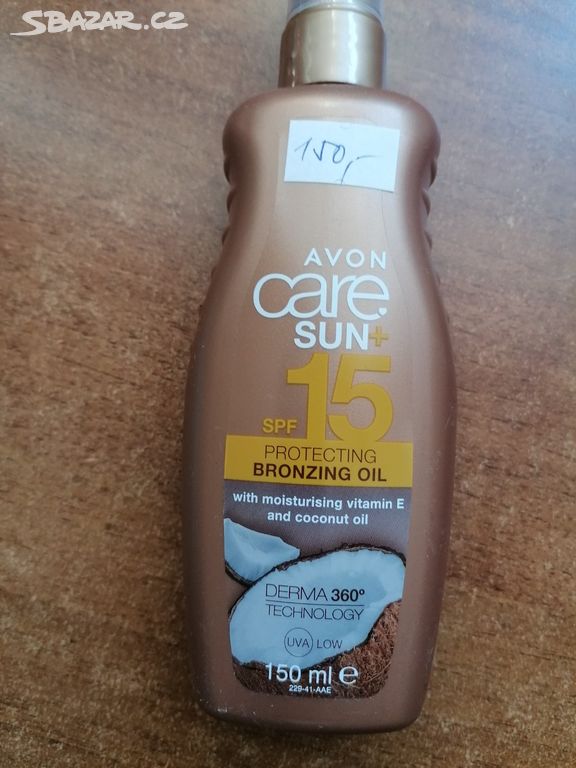 SBAZAR.CZ
150,-
AVON
care
SUN+
SPF 15
PROTECTING
BRONZING OIL
with moisturising vitamin E
and coconut oil
DERMA 360º
TECHNOLOGY
UVA LOW
150 ml e
229-41-AAE